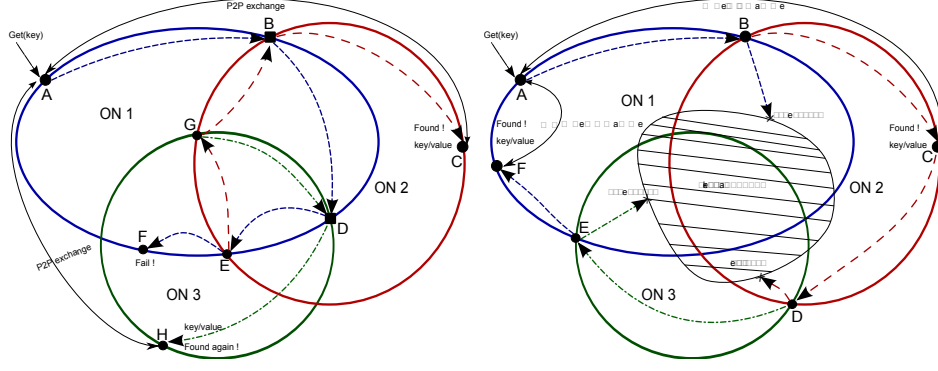 P2P exchange
Get(key)
B
A
ON 1
G
Found !
key/value
C
ON 2
D
F
Fail !
E
P2P exchange
ON 3
key/value
H
Found again !
Get(key)
B
A
ON 1
Found !
key/value
F
Found !
C
key/value
ON 2
E
ON 3
D